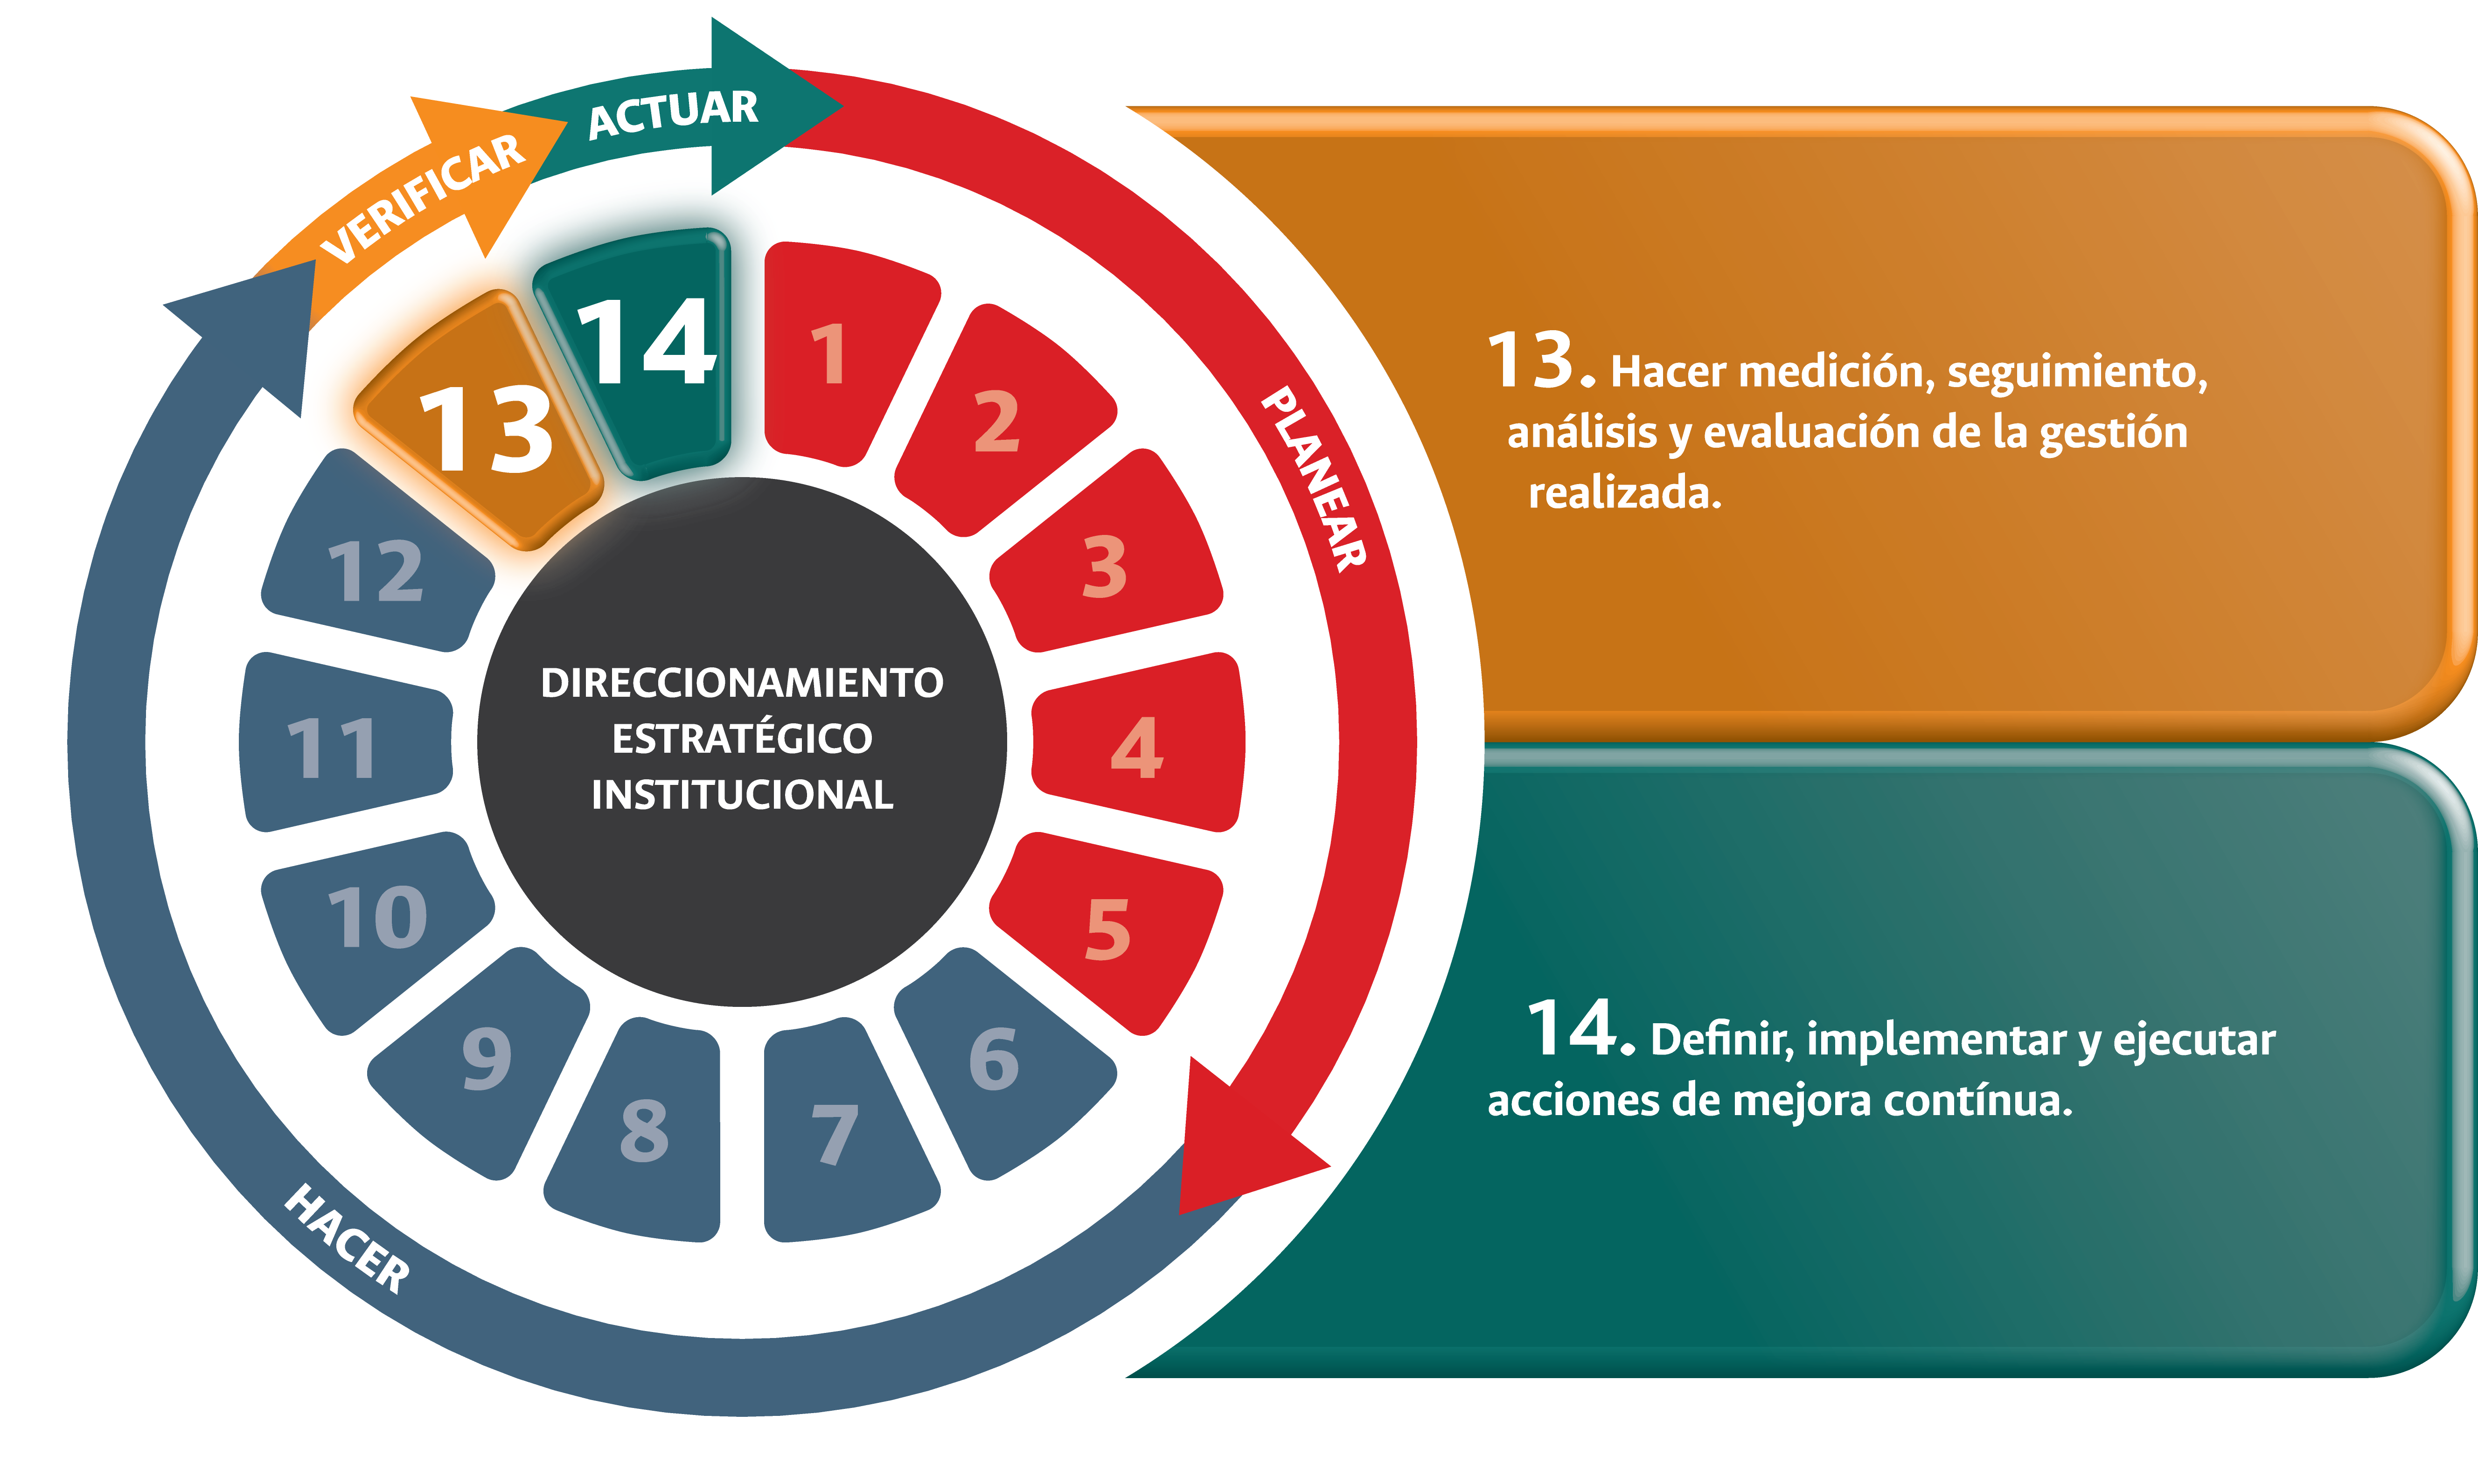 ACTUAR
VERIFICAR
PLANEAR
HACER
14
13
1
2
3
4
5
6
7
8
9
10
11
12
DIRECCIONAMIENTO
ESTRATÉGICO
INSTITUCIONAL
13. Hacer medición, seguimiento,
análisis y evaluación de la gestión
realizada.
14. Definir, implementar y ejecutar
acciones de mejora contínua.